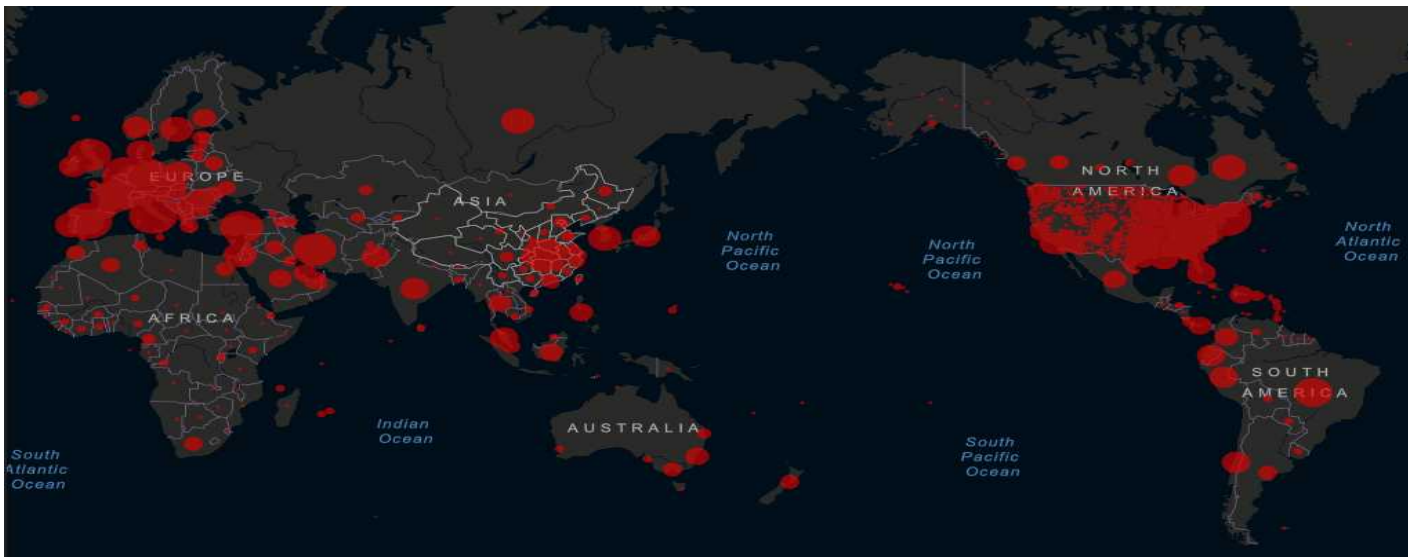 EUROPE
ASIA
NORTH
AMERICA
North
Pacific
Ocean
North
Pacific
Ocean
North
Atlantic
Ocean
AFRICA
SOUTH
AMERICA
Indian
Ocean
AUSTRALIA
South
Atlantic
Ocean
South
Pacific
Ocean